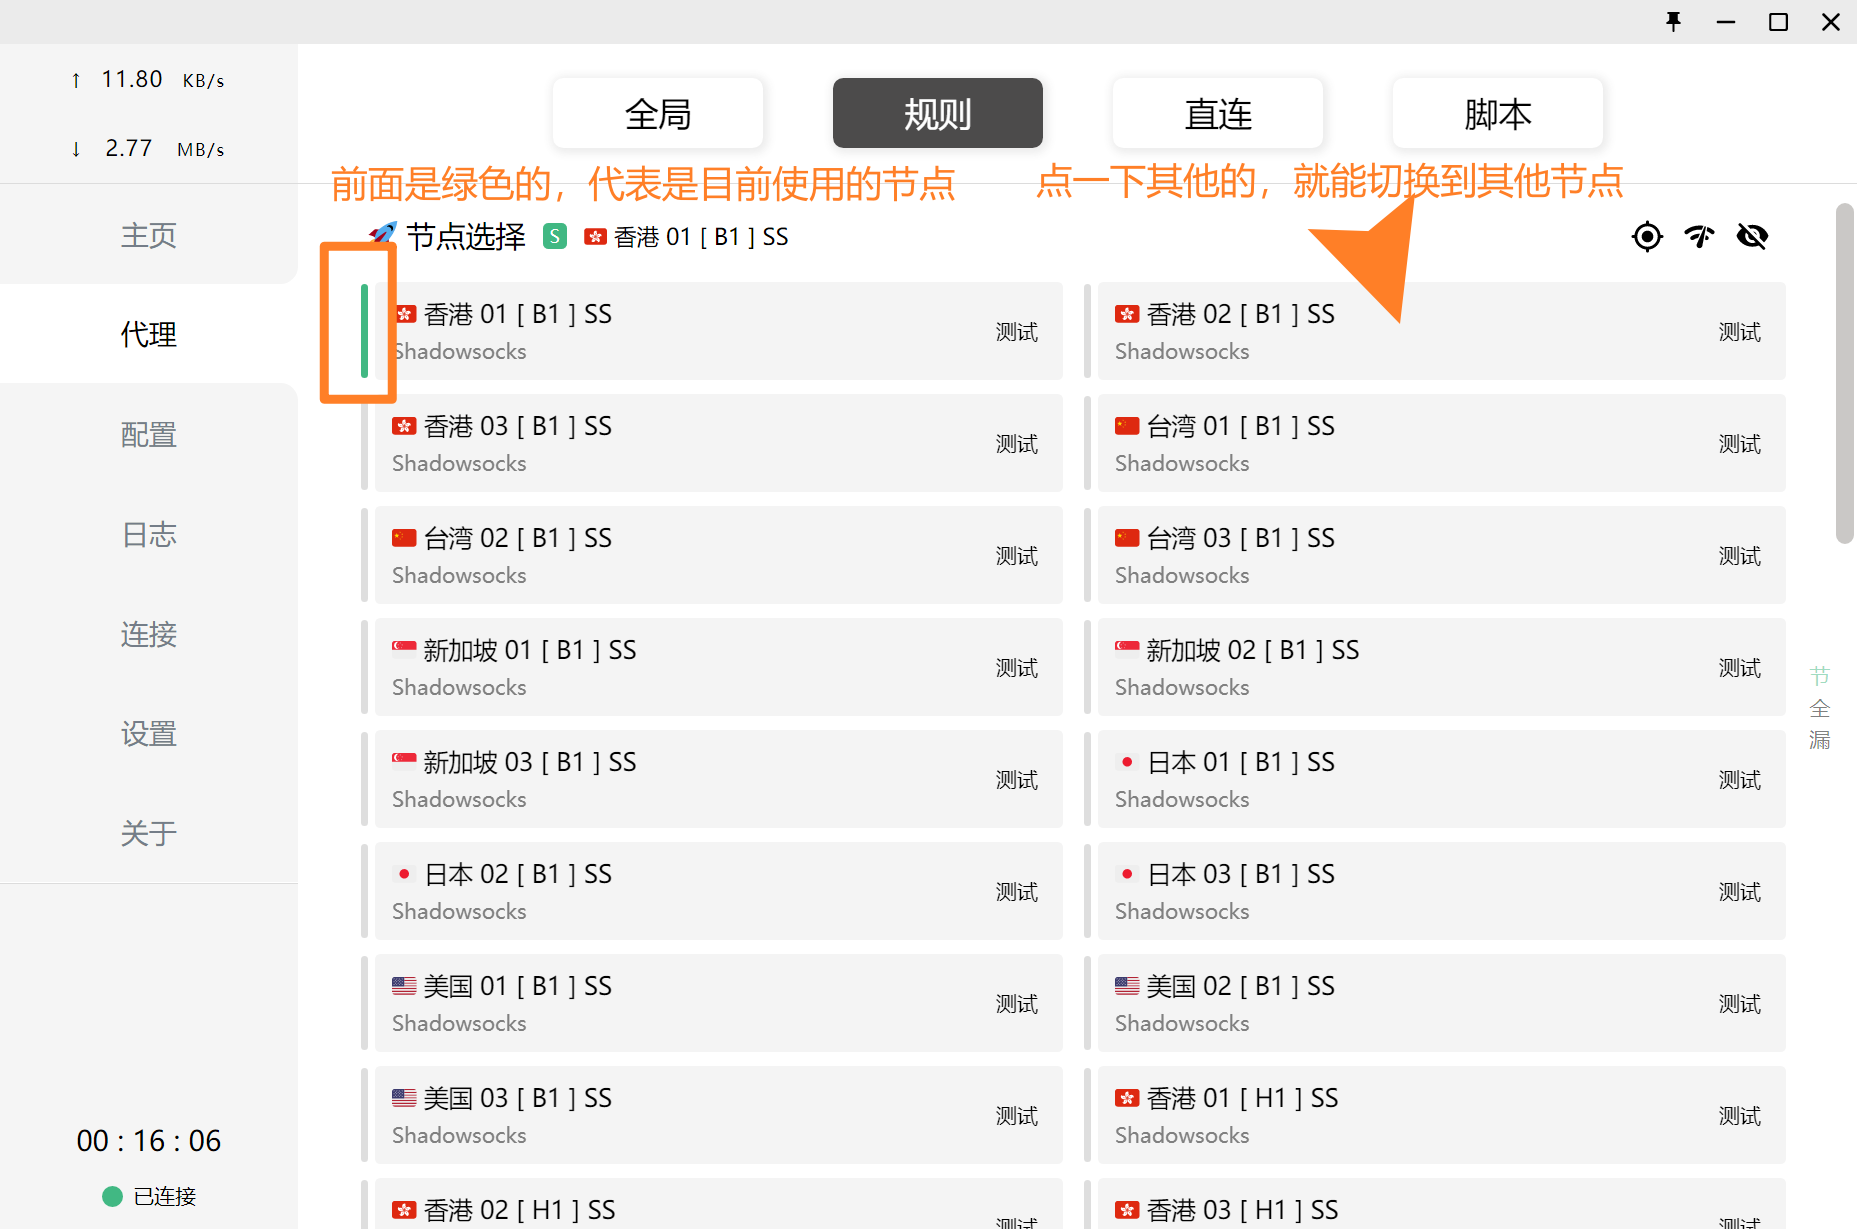 ↑ 11.80 KB/s
↓ 2.77 MB/s
主页
代理
配置
日志
连接
设置
关于
00 : 16 : 06
已连接
全局
规则
直连
脚本
前面是绿色的，代表是目前使用的节点
点一下其他的，就能切换到其他节点
节点选择 S 香港 01 [ B1 ] SS
香港 01 [ B1 ] SS
Shadowsocks
测试
香港 02 [ B1 ] SS
Shadowsocks
测试
香港 03 [ B1 ] SS
Shadowsocks
测试
台湾 01 [ B1 ] SS
Shadowsocks
测试
台湾 02 [ B1 ] SS
Shadowsocks
测试
台湾 03 [ B1 ] SS
Shadowsocks
测试
新加坡 01 [ B1 ] SS
Shadowsocks
测试
新加坡 02 [ B1 ] SS
Shadowsocks
测试
新加坡 03 [ B1 ] SS
Shadowsocks
测试
日本 01 [ B1 ] SS
Shadowsocks
测试
日本 02 [ B1 ] SS
Shadowsocks
测试
日本 03 [ B1 ] SS
Shadowsocks
测试
美国 01 [ B1 ] SS
Shadowsocks
测试
美国 02 [ B1 ] SS
Shadowsocks
测试
美国 03 [ B1 ] SS
Shadowsocks
测试
香港 01 [ H1 ] SS
Shadowsocks
测试
香港 02 [ H1 ] SS
测试
香港 03 [ H1 ] SS
测试
节
全
漏